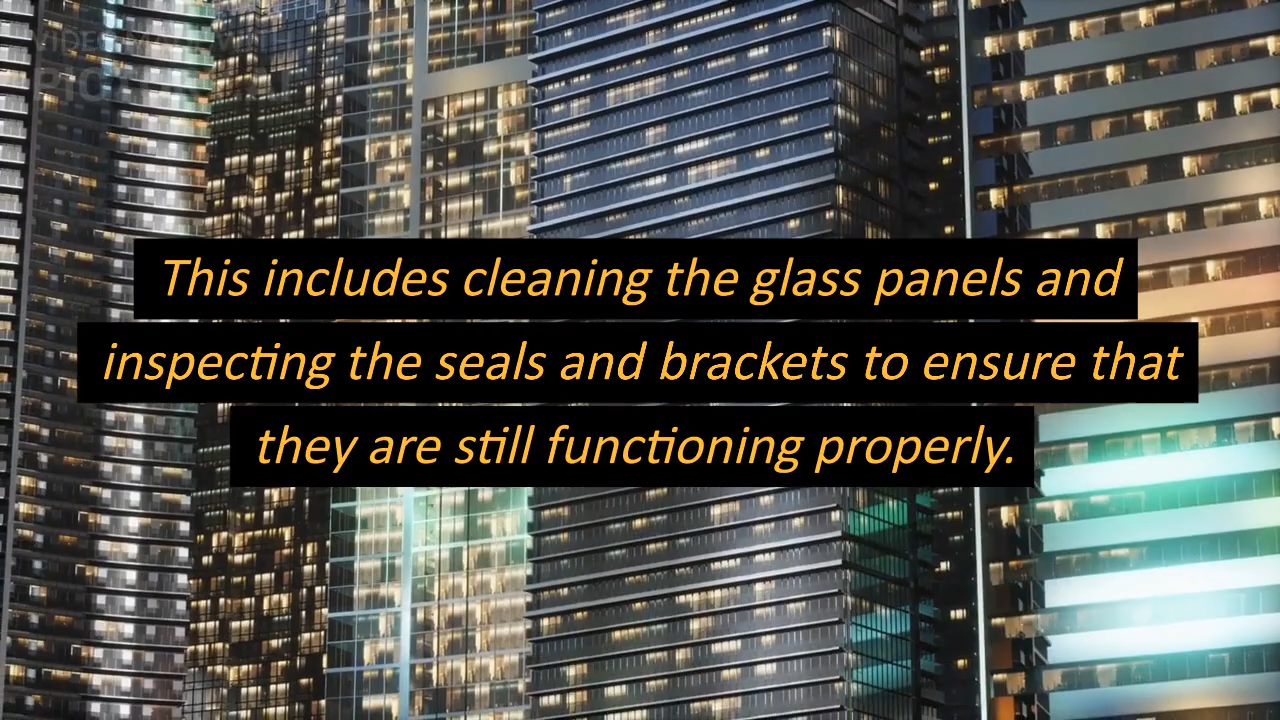 This includes cleaning the glass panels and
inspecting the seals and brackets to ensure that
they are still functioning properly.